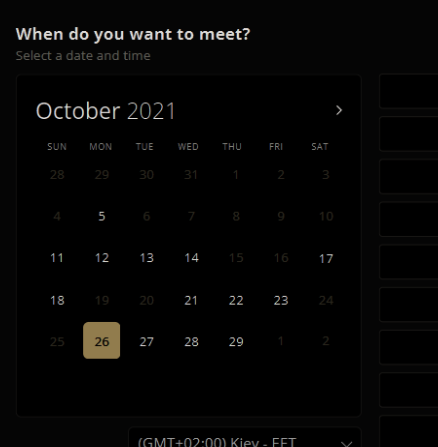 When do you want to meet?
Select a date and time
October 2021
SUN MON TUE WED THU FRI SAT
28 29 30 31 1 2 3
4 5 6 7 8 9 10
11 12 13 14 15 16 17
18 19 20 21 22 23 24
25 26 27 28 29 1 2
(GMT+02:00) Kiev - EET